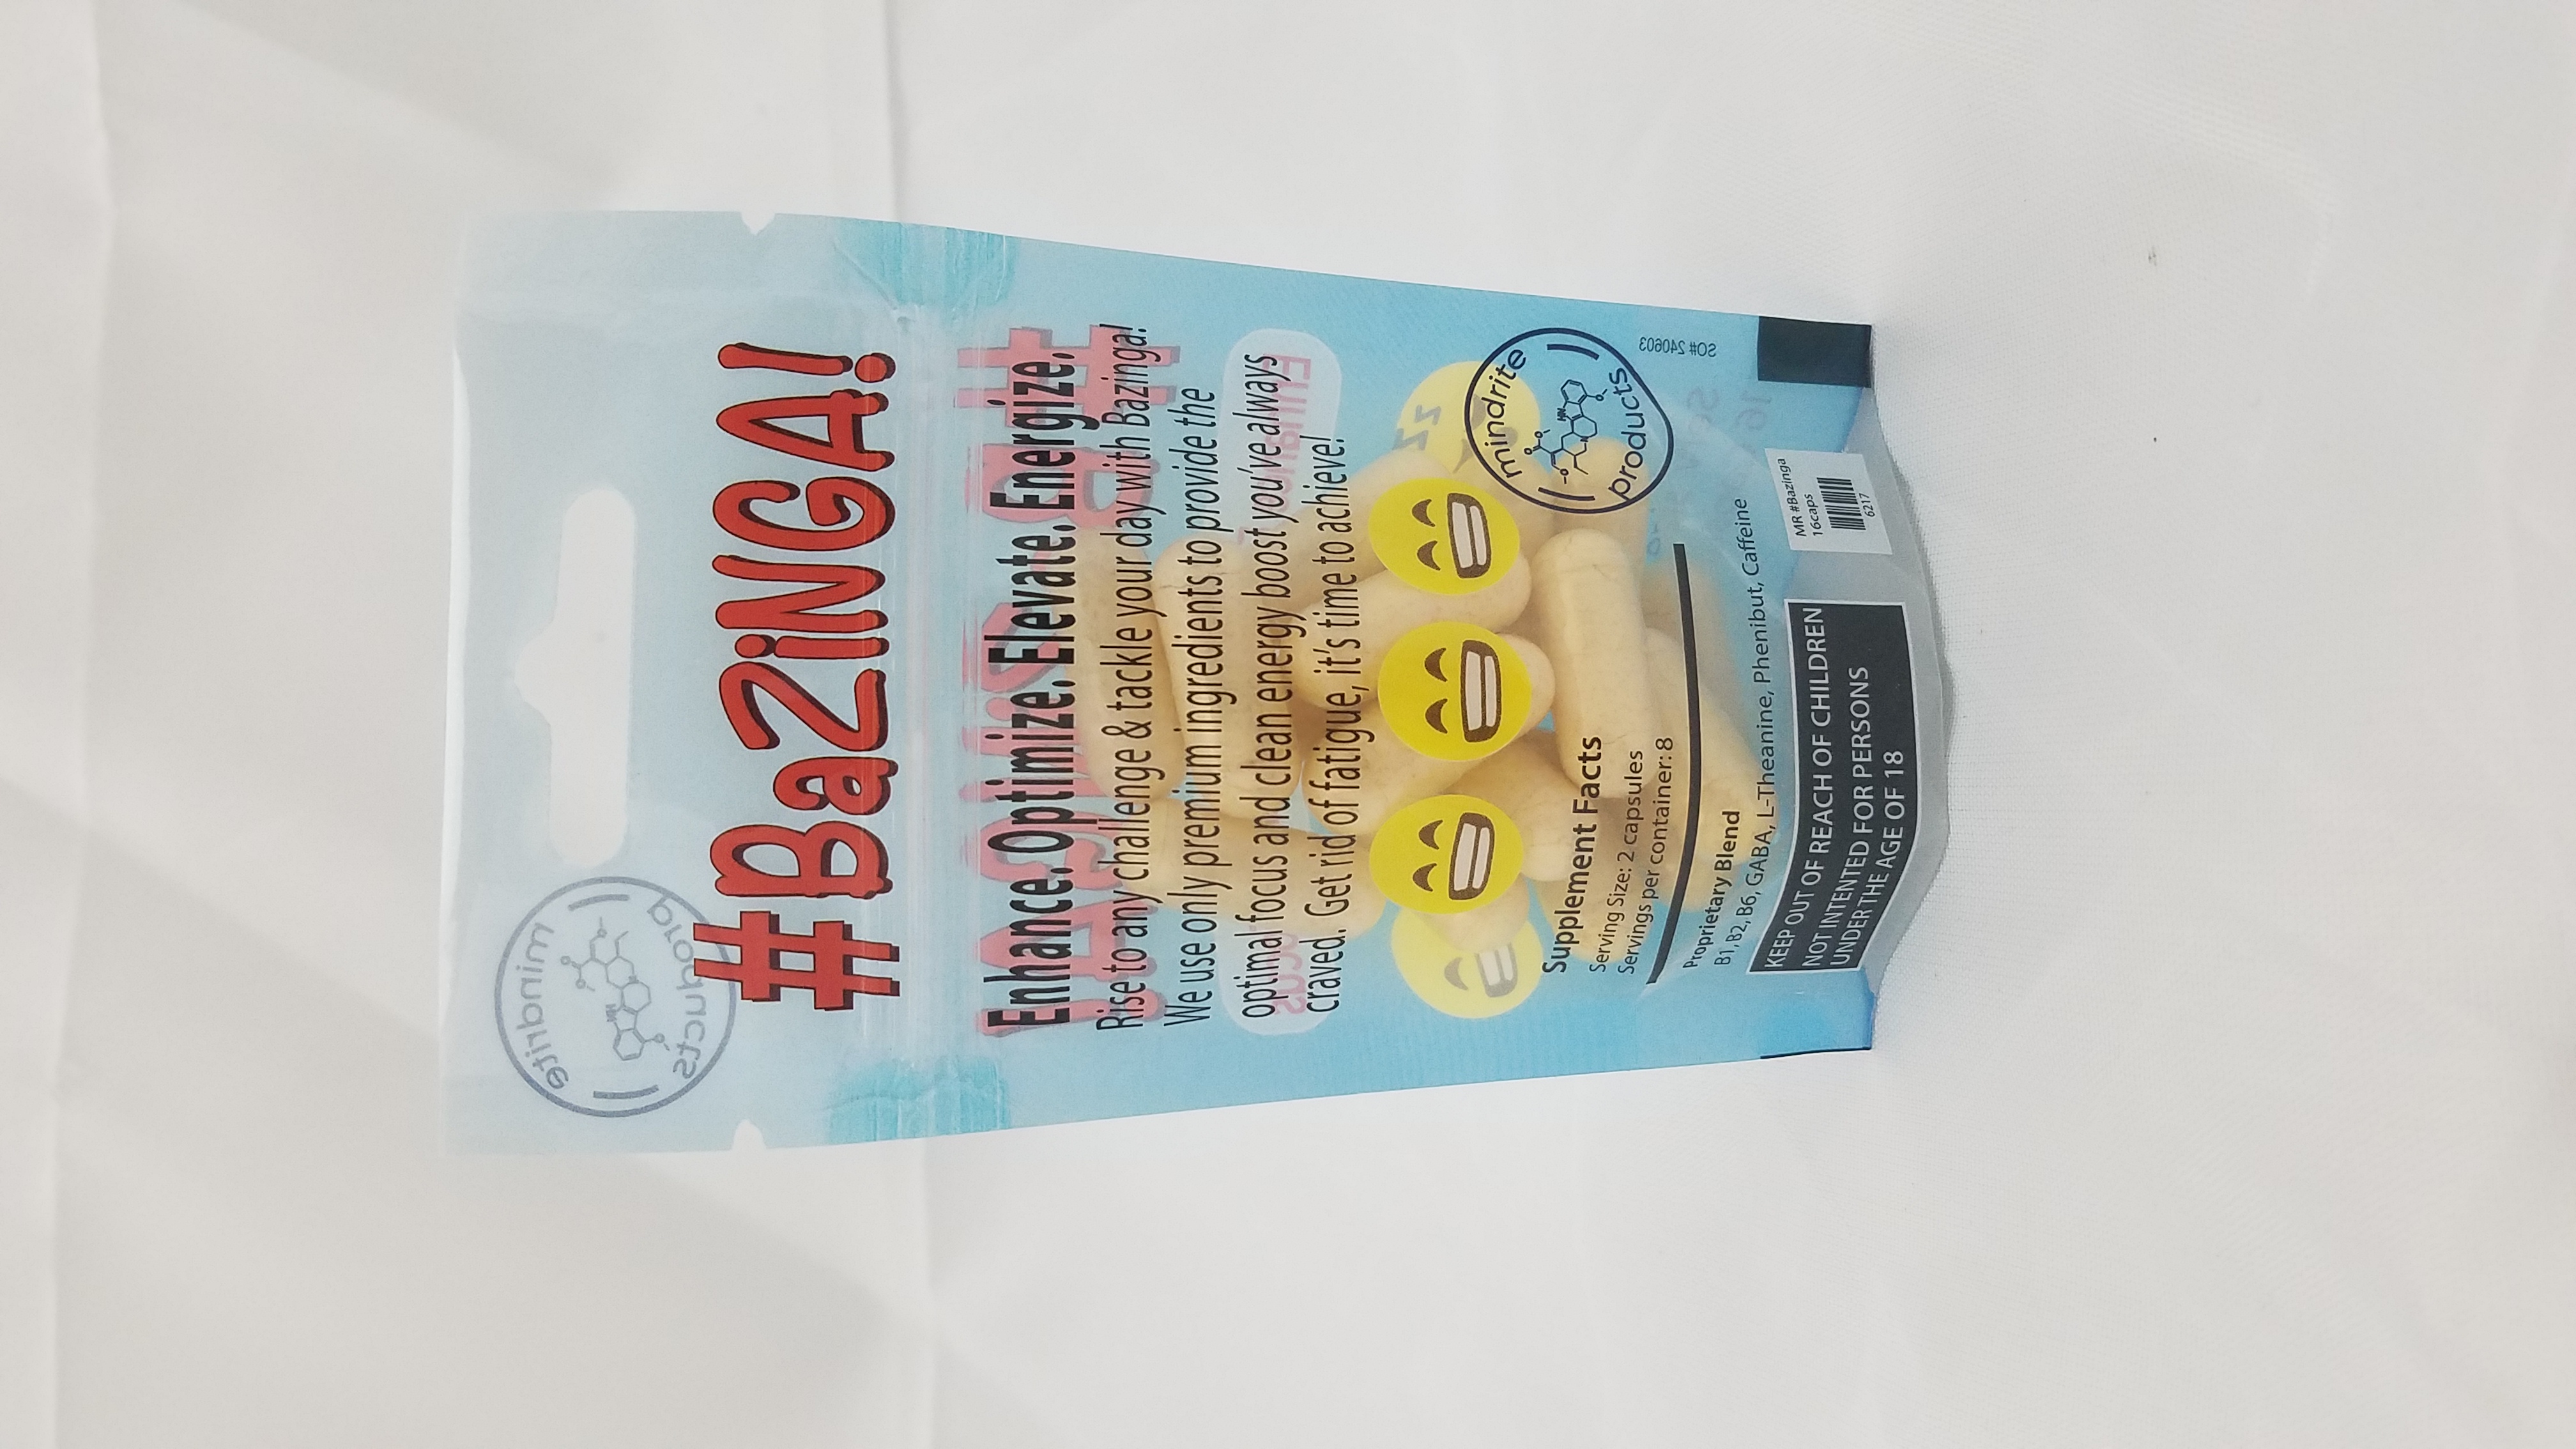 mindrite
products
#BaZiNGA!
Enhance. Optimize. Elevate. Energize.
Rise to any challenge & tackle your day with Bazinga!
We use only premium ingredients to provide the
optimal focus and clean energy boost you've always
craved. Get rid of fatigue, it's time to achieve!
mindrite
HN
products
Supplement Facts
Serving Size: 2 capsules
Servings per container: 8
SO# 240603
Proprietary Blend
B1, B2, B6, GABA, L-Theanine, Phenibut, Caffeine
KEEP OUT OF REACH OF CHILDREN
NOT INTENTED FOR PERSONS
UNDER THE AGE OF 18
MR #Bazinga
16caps
6217